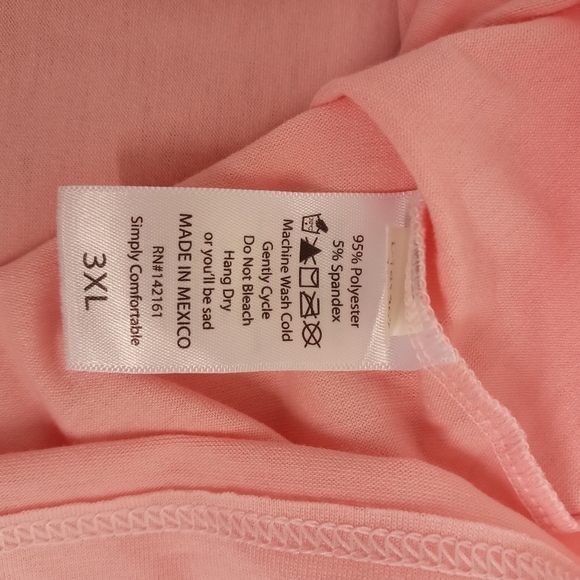 95% Polyester
5% Spandex
Machine Wash Cold
Gentle Cycle
Do Not Bleach
Hang Dry
or you'll be sad
MADE IN MEXICO
RN#142161
Simply Comfortable
3XL